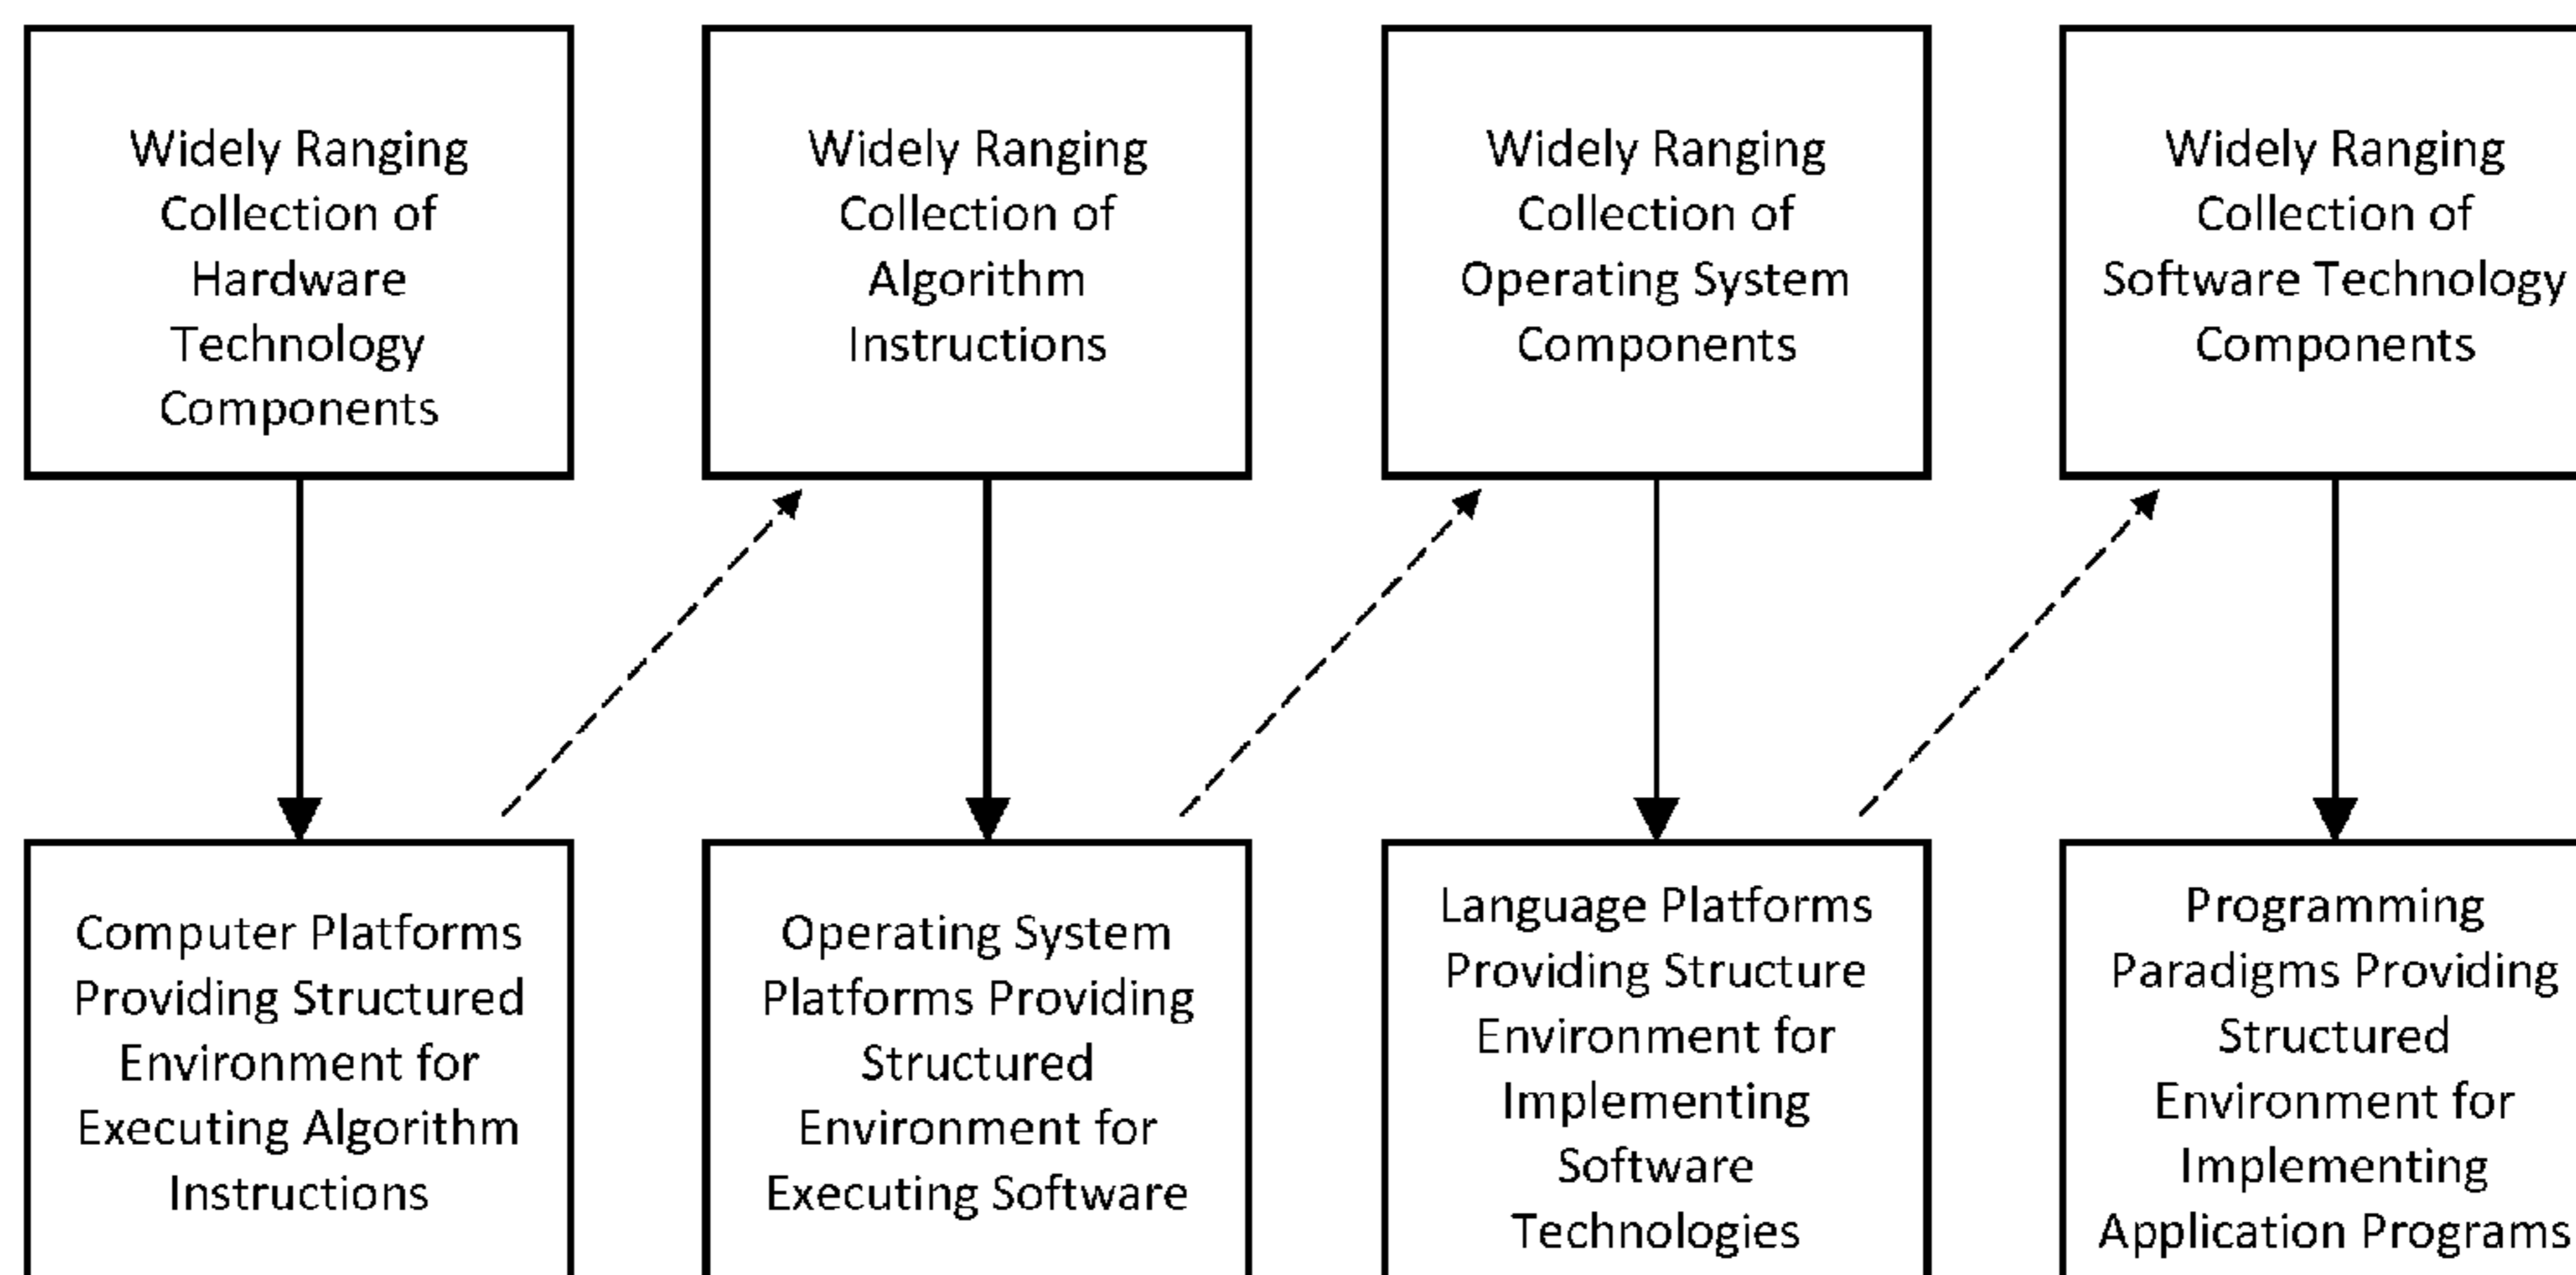 Widely Ranging
Collection of
Hardware
Technology
Components
Widely Ranging
Collection of
Algorithm
Instructions
Widely Ranging
Collection of
Operating System
Components
Widely Ranging
Collection of
Software Technology
Components
Computer Platforms
Providing Structured
Environment for
Executing Algorithm
Instructions
Operating System
Platforms Providing
Structured
Environment for
Executing Software
Language Platforms
Providing Structure
Environment for
Implementing
Software
Technologies
Programming
Paradigms Providing
Structured
Environment for
Implementing
Application Programs